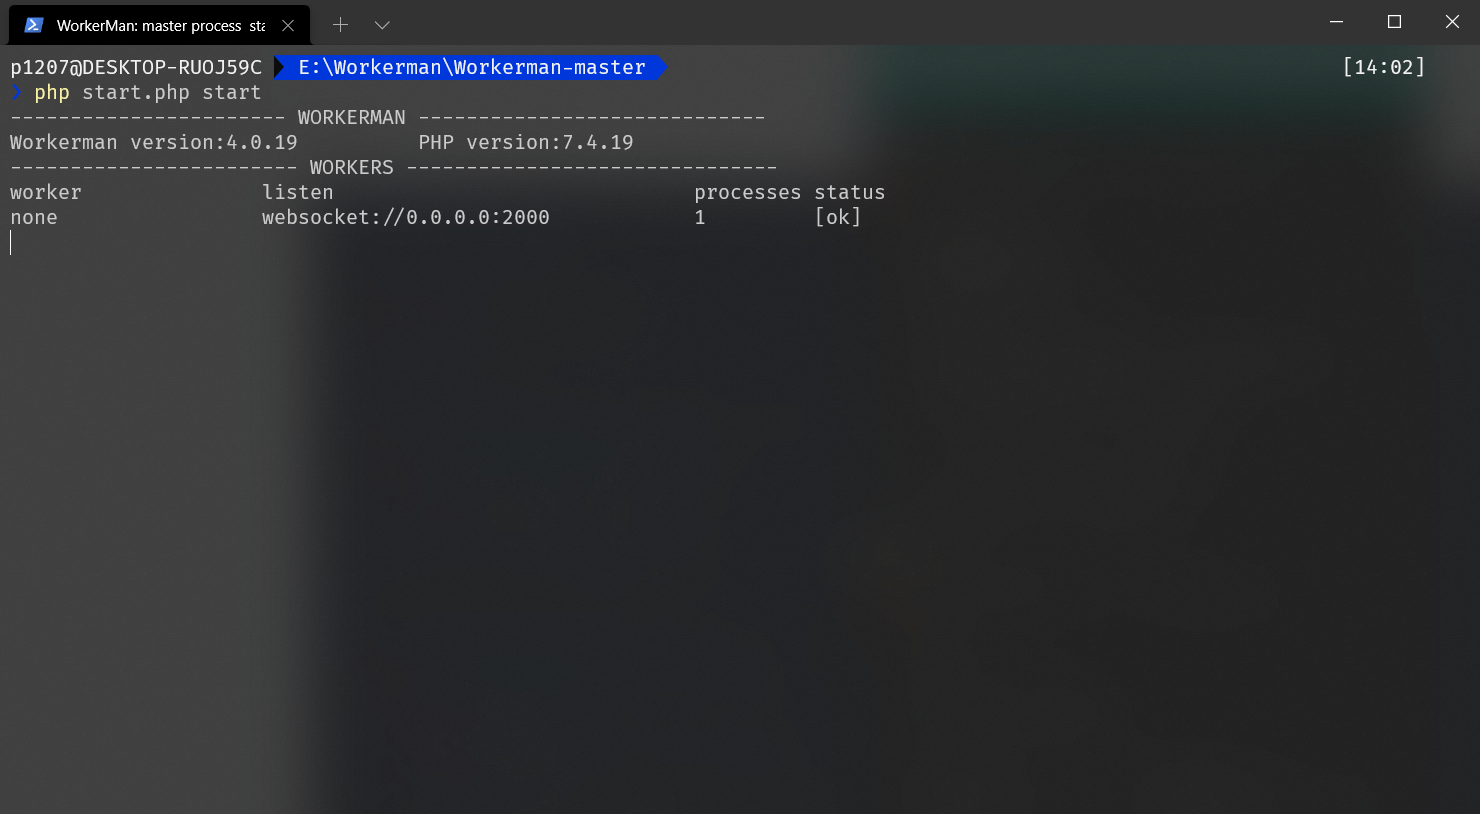 WorkerMan: master process sta
p1207@DESKTOP-RUOJ59C E:\Workerman\Workerman-master [14:02]
❯ php start.php start
----------------------- WORKERMAN -----------------------------
Workerman version:4.0.19 PHP version:7.4.19
------------------------ WORKERS -------------------------------
worker listen processes status
none websocket://0.0.0.0:2000 1 [ok]